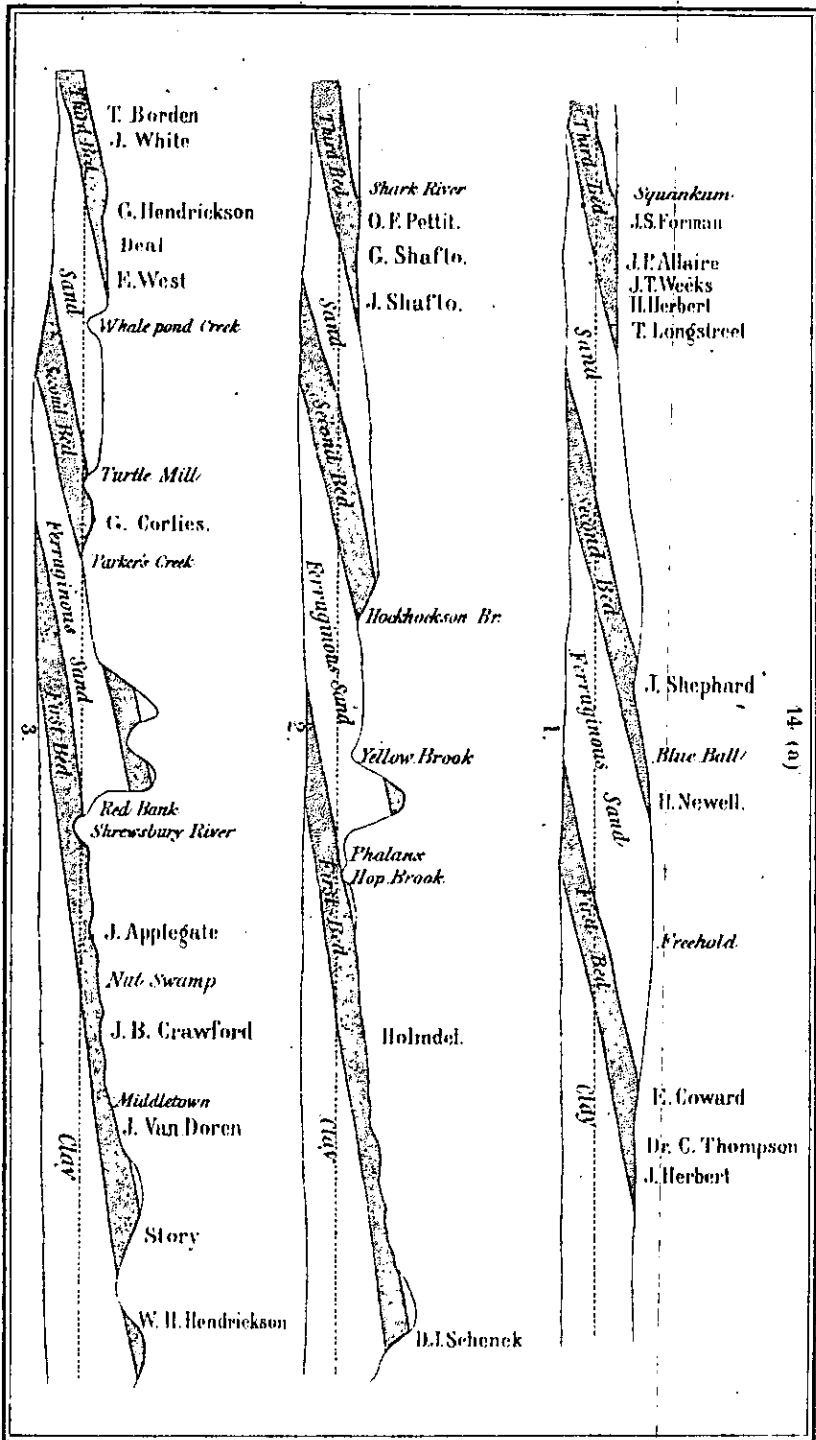 14 (a)
Third Bed
T. Borden
J. White
G. Hendrickson
Deal
E. West
Sand
Whale pond Creek
Second Bed
Turtle Mill
G. Corlies.
Parker's Creek
Ferruginous Sand
First Bed
3.
Red Bank
Shrewsbury River
J. Applegate
Nut Swamp
J. B. Crawford
Middletown
J. Van Doren
Clay
Story
W. H. Hendrickson
Third Bed
Shark River
O. F. Pettit.
G. Shafto.
J. Shafto.
Sand
Second Bed
Hockhockson Br.
Ferruginous Sand
2.
Yellow Brook
Phalanx
Hop Brook
First Bed
Holmdel.
Clay
D. J. Schenck
Third Bed
Squankum
J. S. Forman
J. P. Allaire
J. T. Weeks
H. Herbert
T. Longstreet
Sand
Second Bed
J. Shephard
Ferruginous Sand
1.
Blue Ball
H. Newell.
First Bed
Freehold
Clay
E. Coward
Dr. C. Thompson
J. Herbert